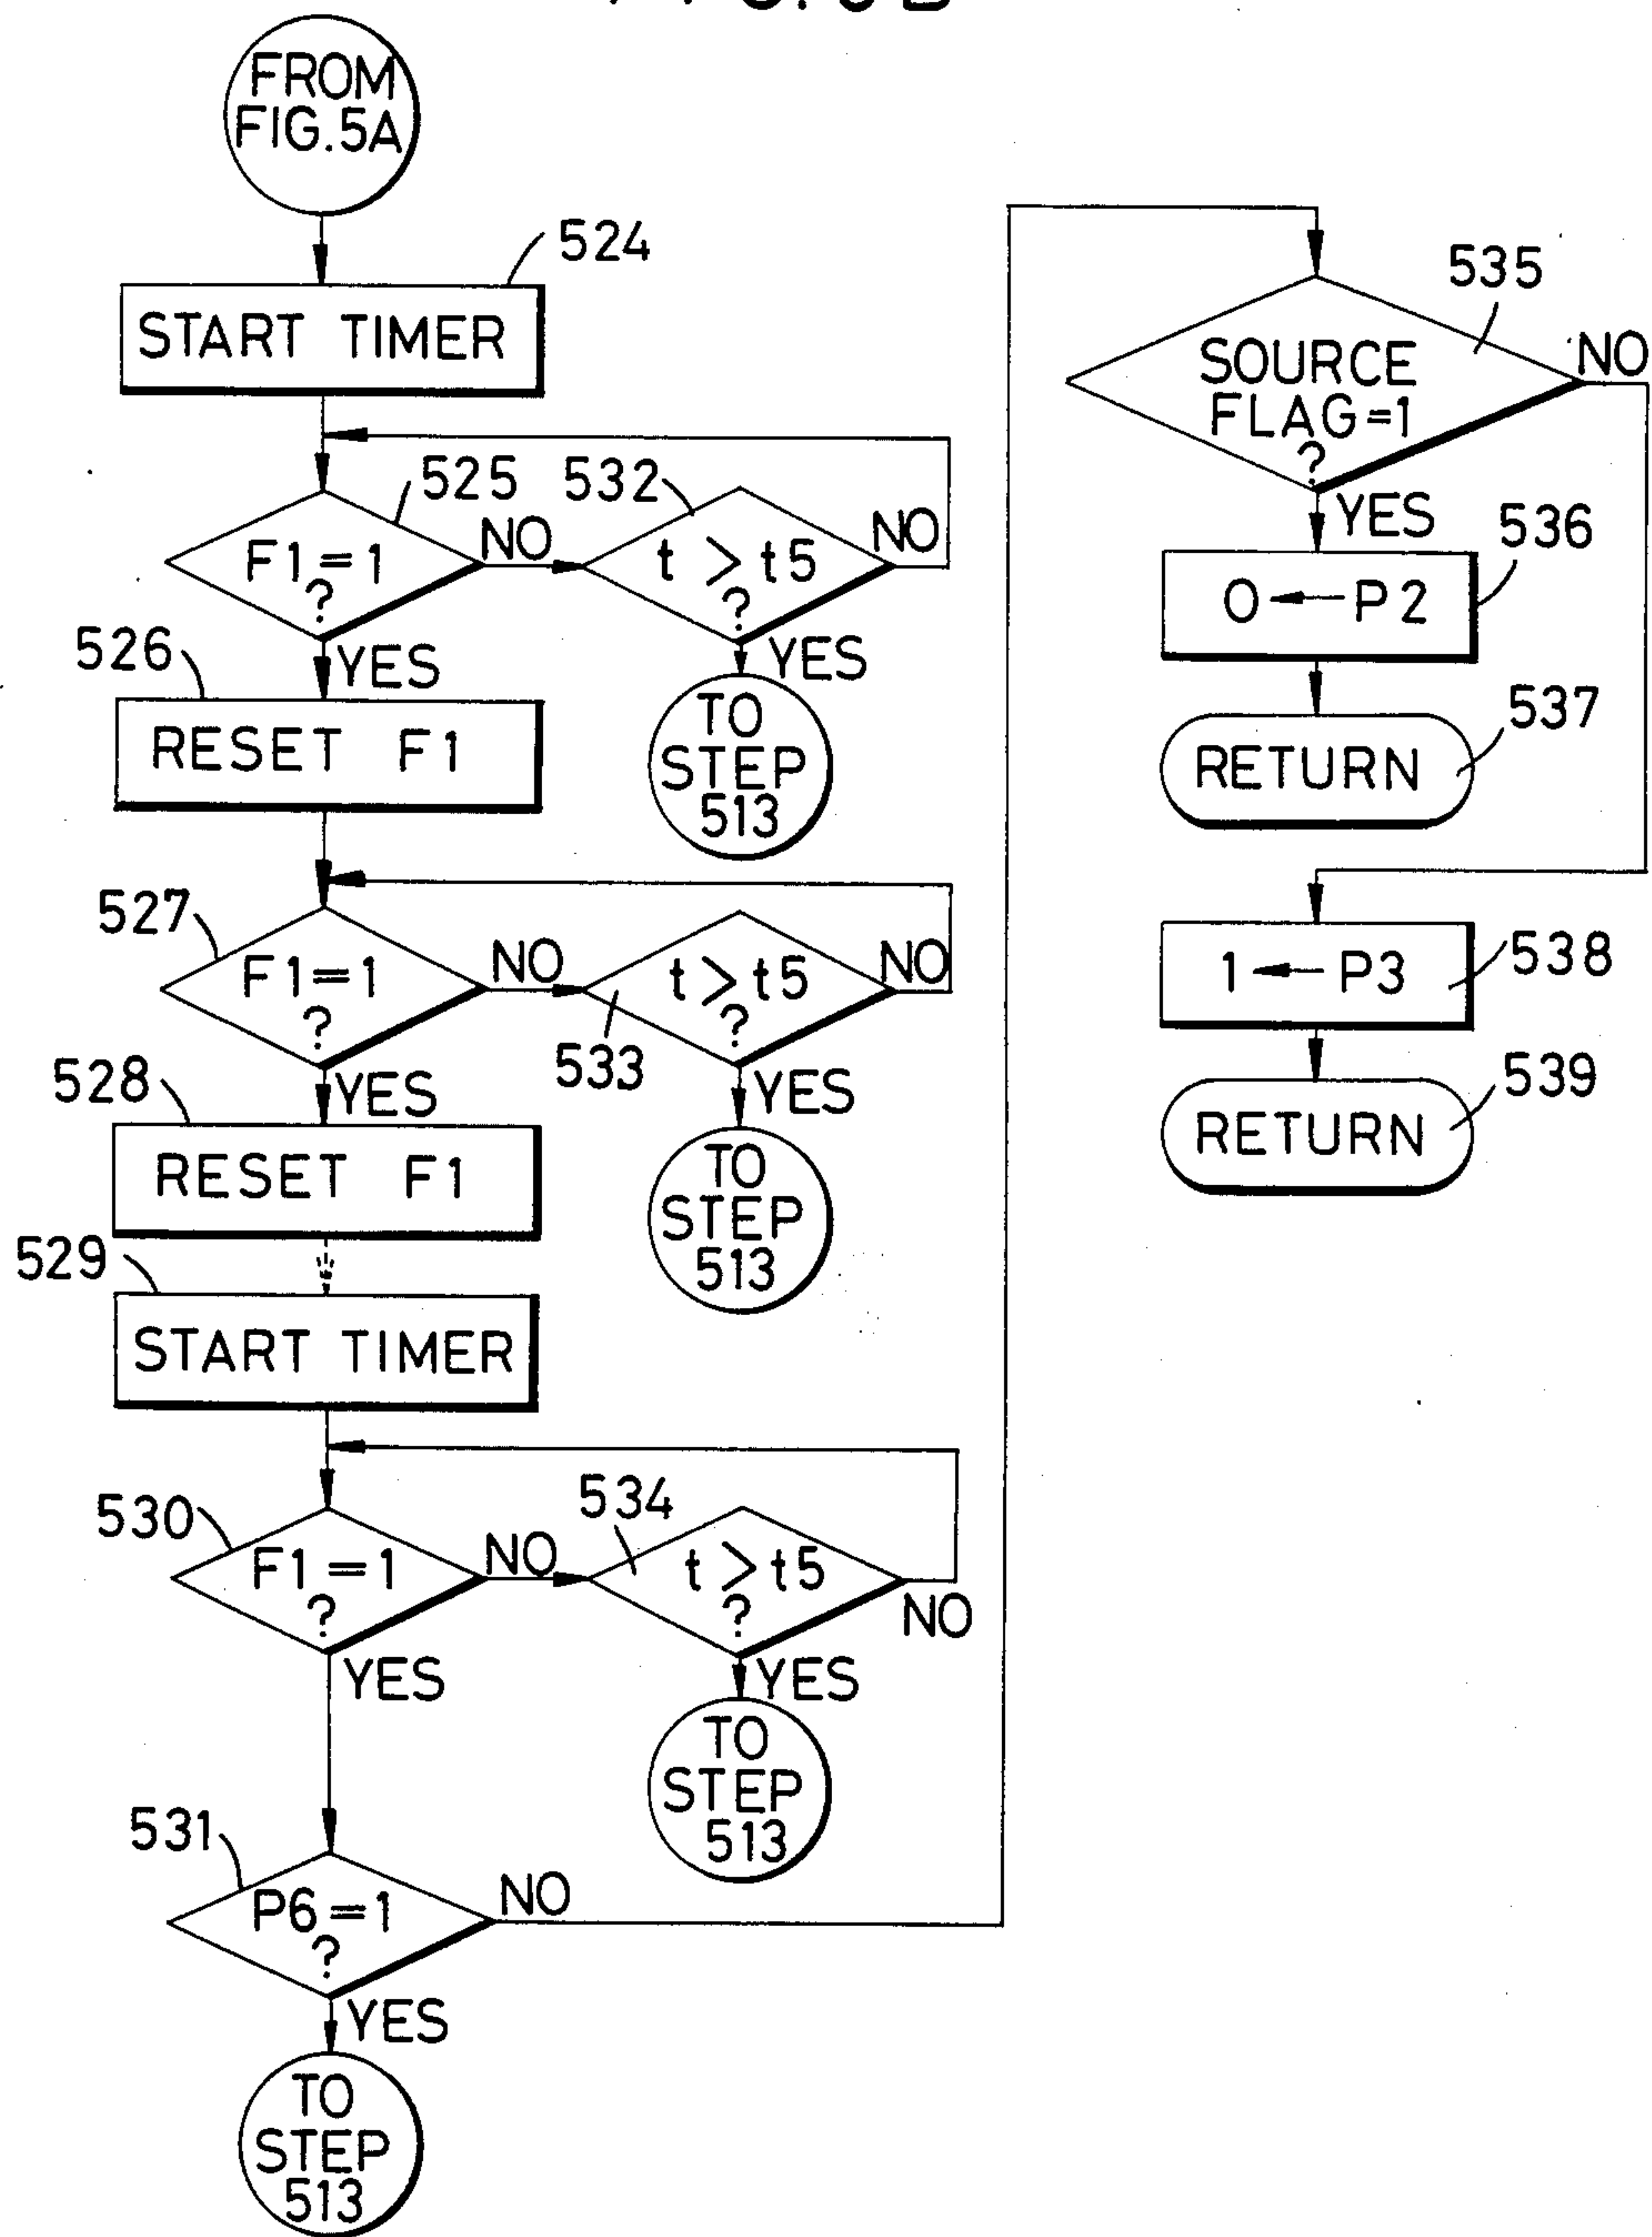 FROM
FIG.5A
524
START TIMER
525
F1=1
?
NO
532
t > t5
?
NO
YES
TO
STEP
513
526
YES
RESET F1
527
F1=1
?
NO
533
t > t5
?
NO
YES
TO
STEP
513
528
YES
RESET F1
529
START TIMER
530
F1=1
?
NO
534
t > t5
?
NO
YES
TO
STEP
513
YES
531
P6=1
?
NO
YES
TO
STEP
513
535
SOURCE
FLAG=1
?
NO
YES
536
0 ← P2
537
RETURN
1 ← P3
538
539
RETURN